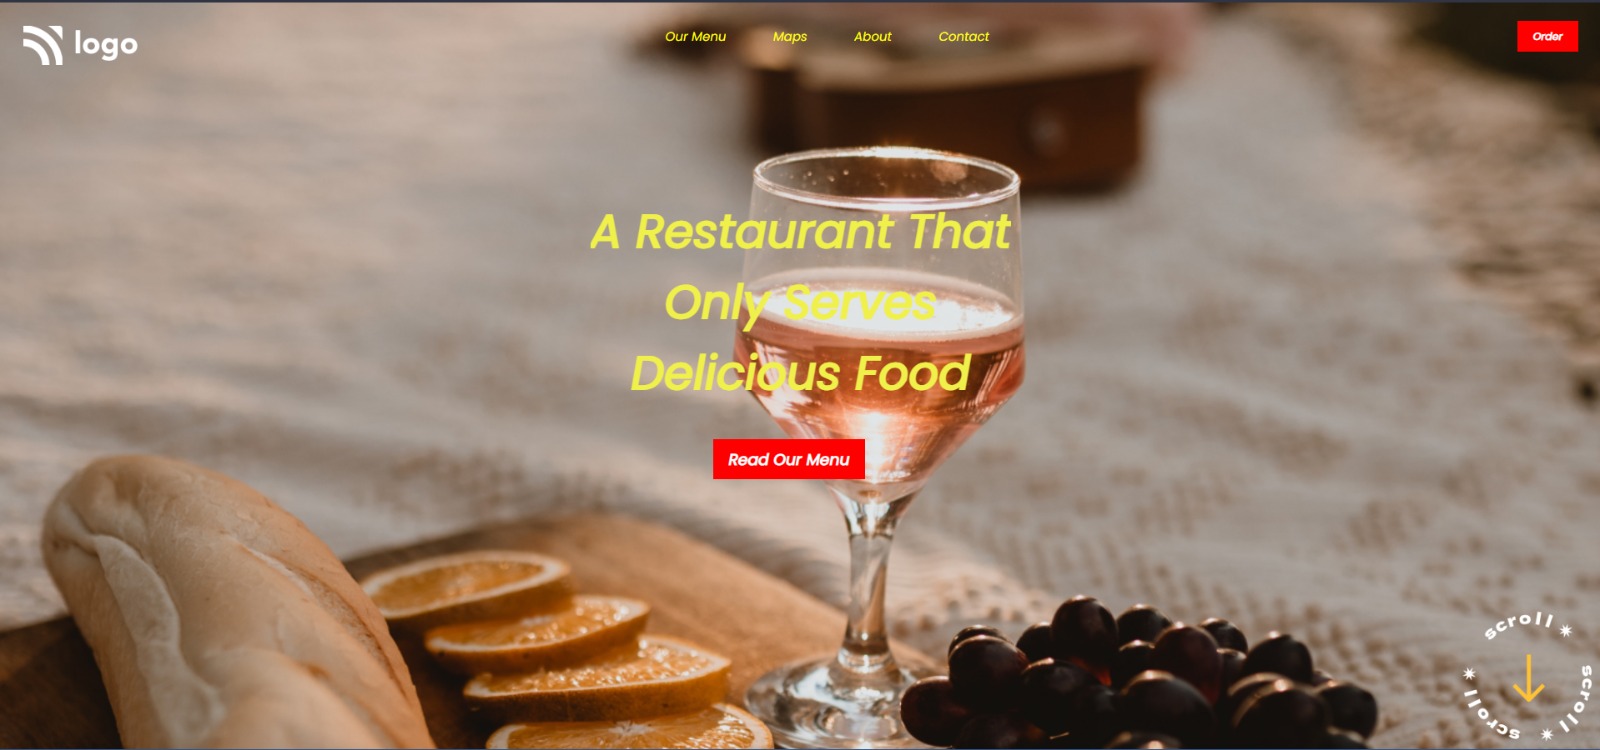 logo
Our Menu
Maps
About
Contact
Order
A Restaurant That
Only Serves
Delicious Food
Read Our Menu
scroll
scroll
scroll
scroll